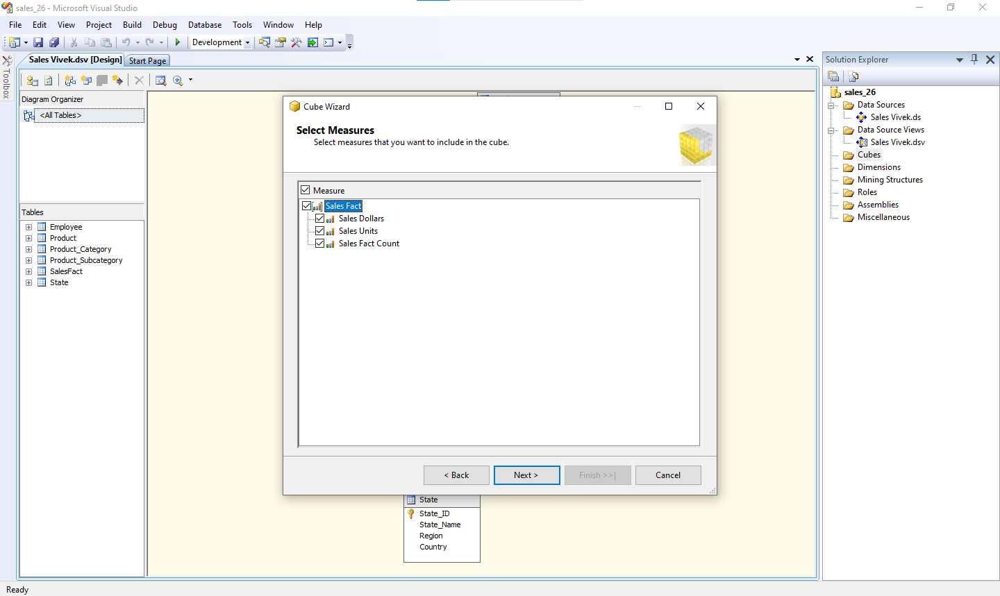 sales_26 - Microsoft Visual Studio
File Edit View Project Build Debug Database Tools Window Help
Development
Toolbox
Sales Vivek.dsv [Design] Start Page
Diagram Organizer
<All Tables>
Tables
Employee
Product
Product_Category
Product_Subcategory
SalesFact
State
Cube Wizard
Select Measures
Select measures that you want to include in the cube.
Measure
Sales Fact
Sales Dollars
Sales Units
Sales Fact Count
< Back Next > Finish >>| Cancel
State
State_ID
State_Name
Region
Country
Solution Explorer
sales_26
Data Sources
Sales Vivek.ds
Data Source Views
Sales Vivek.dsv
Cubes
Dimensions
Mining Structures
Roles
Assemblies
Miscellaneous
Ready